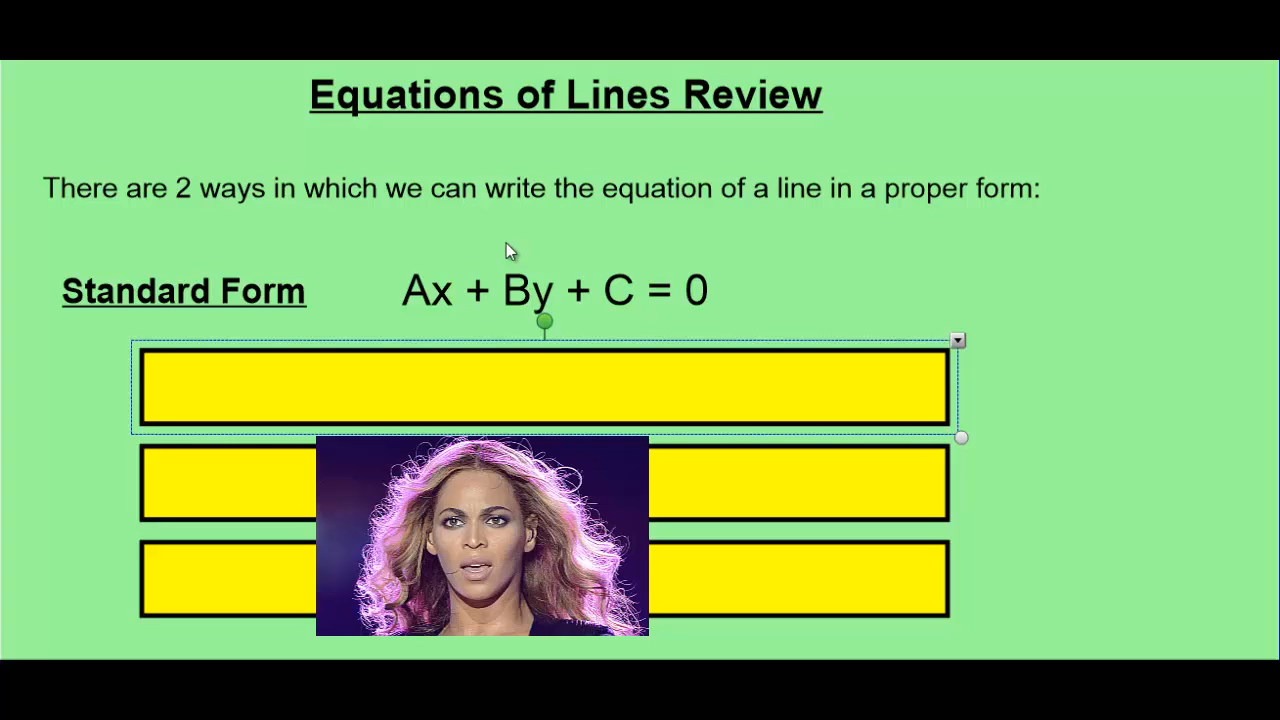 Equations of Lines Review
There are 2 ways in which we can write the equation of a line in a proper form:
Standard Form Ax + By + C = 0